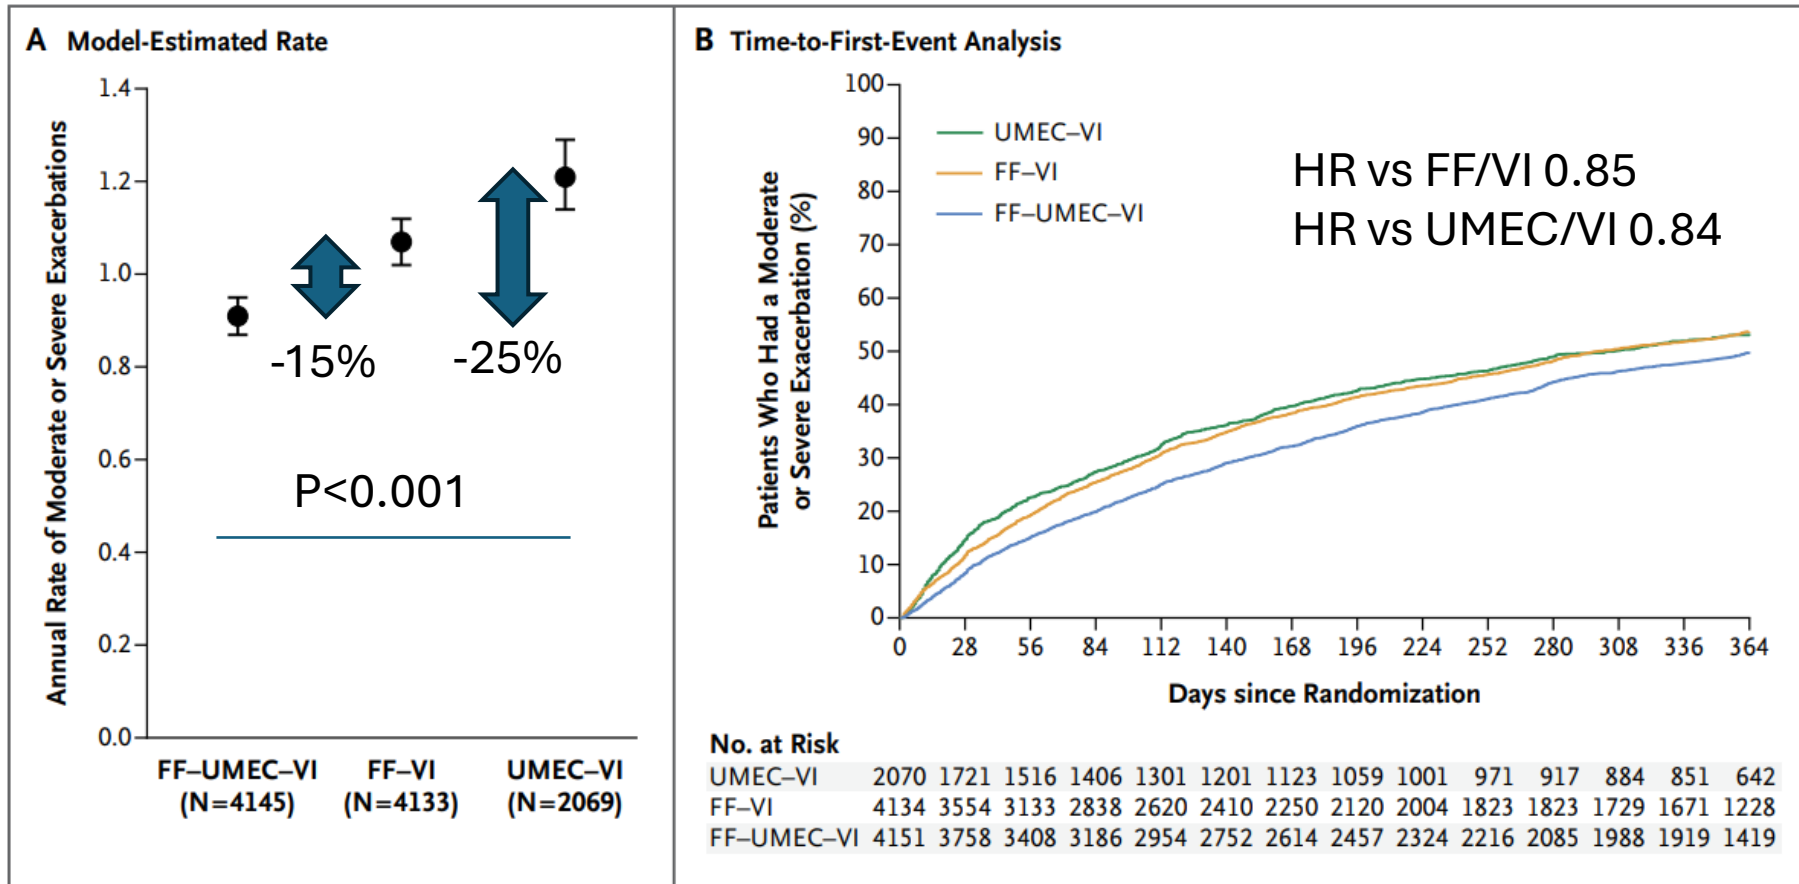 A Model-Estimated Rate
Annual Rate of Moderate or Severe Exacerbations
1.4
1.2
1.0
0.8
0.6
0.4
0.2
0.0
-15%
-25%
P<0.001
FF–UMEC–VI
(N=4145)
FF–VI
(N=4133)
UMEC–VI
(N=2069)
B Time-to-First-Event Analysis
Patients Who Had a Moderate
or Severe Exacerbation (%)
100
90
80
70
60
50
40
30
20
10
0
UMEC–VI
FF–VI
FF–UMEC–VI
HR vs FF/VI 0.85
HR vs UMEC/VI 0.84
0 28 56 84 112 140 168 196 224 252 280 308 336 364
Days since Randomization
No. at Risk
UMEC–VI 2070 1721 1516 1406 1301 1201 1123 1059 1001 971 917 884 851 642
FF–VI 4134 3554 3133 2838 2620 2410 2250 2120 2004 1823 1823 1729 1671 1228
FF–UMEC–VI 4151 3758 3408 3186 2954 2752 2614 2457 2324 2216 2085 1988 1919 1419